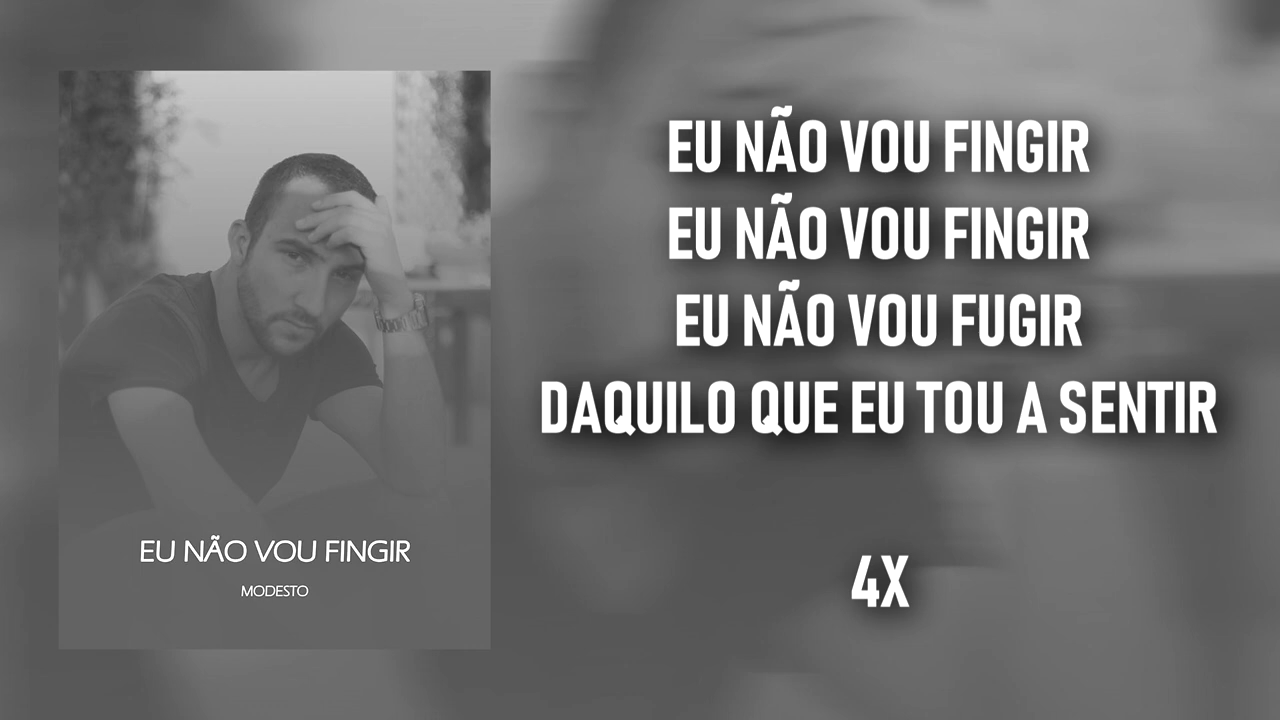 EU NÃO VOU FINGIR
EU NÃO VOU FINGIR
EU NÃO VOU FUGIR
DAQUILO QUE EU TOU A SENTIR
4X
EU NÃO VOU FINGIR
MODESTO